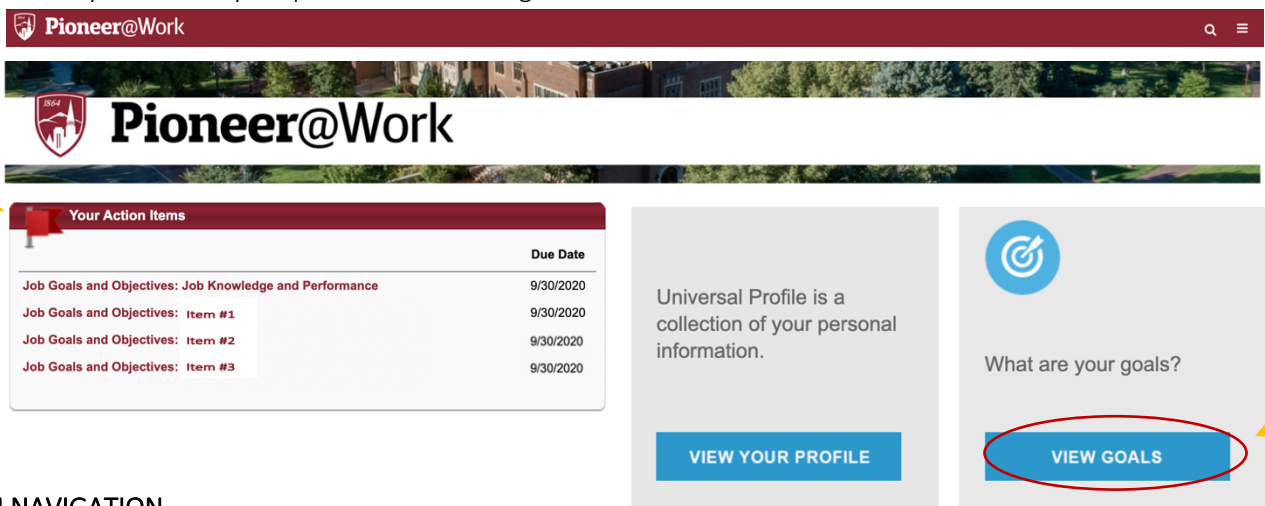 Pioneer@Work
1864
Pioneer@Work
Your Action Items
Due Date
Job Goals and Objectives: Job Knowledge and Performance 9/30/2020
Job Goals and Objectives: Item #1 9/30/2020
Job Goals and Objectives: Item #2 9/30/2020
Job Goals and Objectives: Item #3 9/30/2020
Universal Profile is a
collection of your personal
information.
VIEW YOUR PROFILE
What are your goals?
VIEW GOALS
NAVIGATION